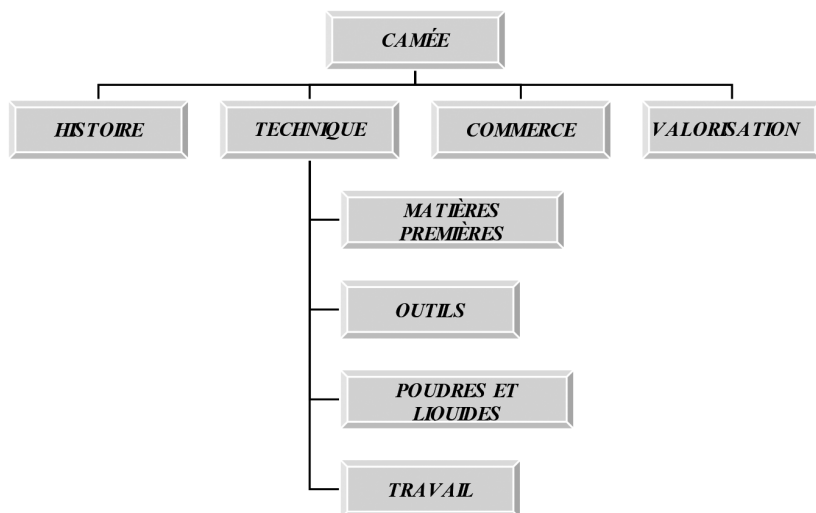 CAMÉE
HISTOIRE
TECHNIQUE
COMMERCE
VALORISATION
MATIÈRES
PREMIÈRES
OUTILS
POUDRES ET
LIQUIDES
TRAVAIL